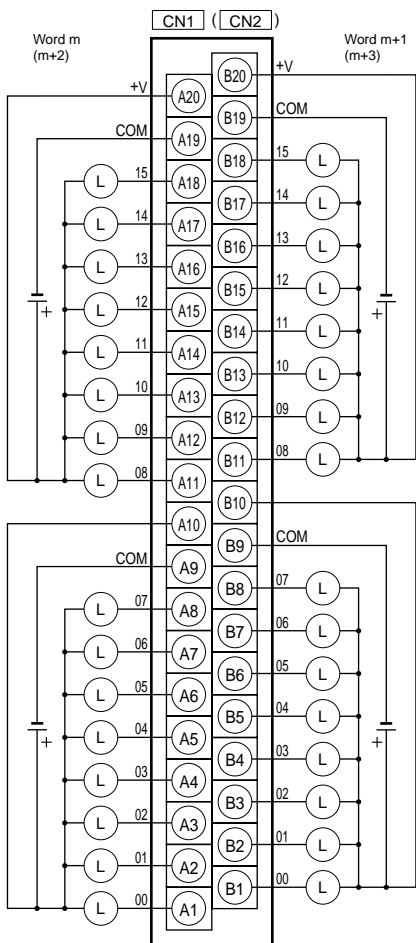 CN1 ( CN2 )
Word m
(m+2)
Word m+1
(m+3)
+V A20
COM A19
L 15 A18
L 14 A17
L 13 A16
L 12 A15
L 11 A14
L 10 A13
L 09 A12
L 08 A11
A10
COM A9
L 07 A8
L 06 A7
L 05 A6
L 04 A5
L 03 A4
L 02 A3
L 01 A2
L 00 A1
+
+
B20 +V
B19 COM
B18 15 L
B17 14 L
B16 13 L
B15 12 L
B14 11 L
B13 10 L
B12 09 L
B11 08 L
B10
B9 COM
B8 07 L
B7 06 L
B6 05 L
B5 04 L
B4 03 L
B3 02 L
B2 01 L
B1 00 L
+
+